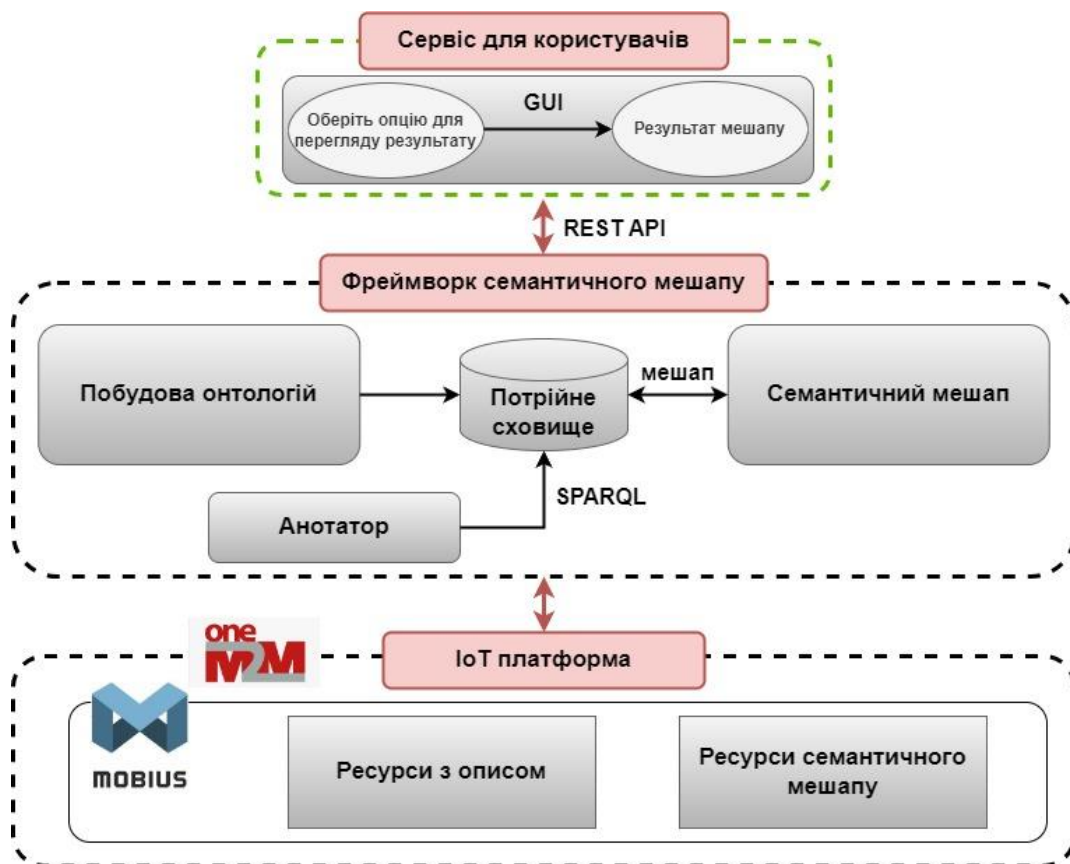 Сервіс для користувачів
GUI
Оберіть опцію для
перегляду результату
Результат мешапу
REST API
Фреймворк семантичного мешапу
Побудова онтологій
Потрійне
сховище
мешап
Семантичний мешап
SPARQL
Анотатор
one
M2M
IoT платформа
MOBIUS
Ресурси з описом
Ресурси семантичного
мешапу